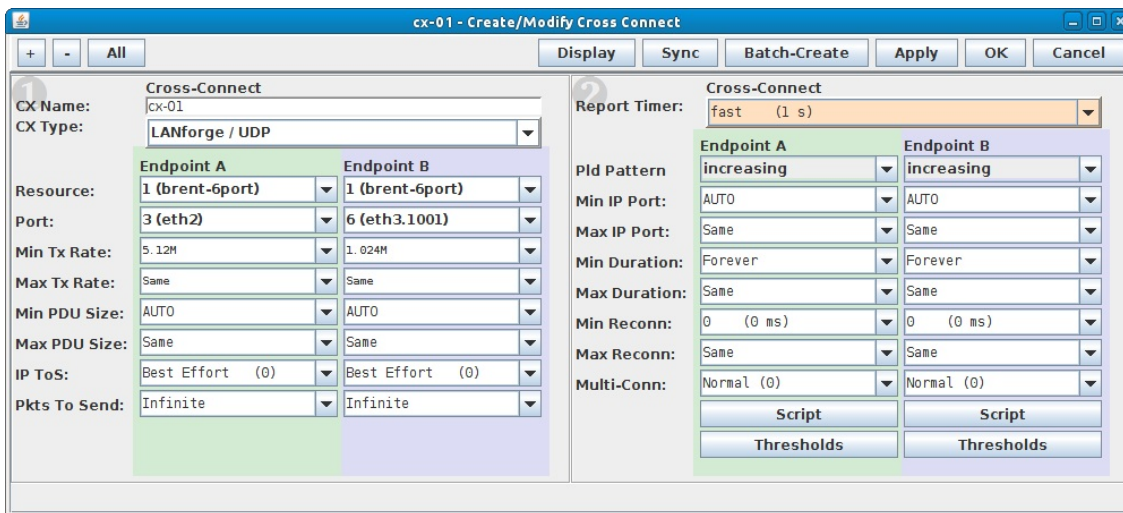 cx-01 - Create/Modify Cross Connect
+ - All Display Sync Batch-Create Apply OK Cancel
1
Cross-Connect
CX Name: cx-01
CX Type: LANforge / UDP
Endpoint A Endpoint B
Resource: 1 (brent-6port) 1 (brent-6port)
Port: 3 (eth2) 6 (eth3.1001)
Min Tx Rate: 5.12M 1.024M
Max Tx Rate: Same Same
Min PDU Size: AUTO AUTO
Max PDU Size: Same Same
IP ToS: Best Effort (0) Best Effort (0)
Pkts To Send: Infinite Infinite
2
Cross-Connect
Report Timer: fast (1 s)
Endpoint A Endpoint B
Pld Pattern increasing increasing
Min IP Port: AUTO AUTO
Max IP Port: Same Same
Min Duration: Forever Forever
Max Duration: Same Same
Min Reconn: 0 (0 ms) 0 (0 ms)
Max Reconn: Same Same
Multi-Conn: Normal (0) Normal (0)
Script Script
Thresholds Thresholds